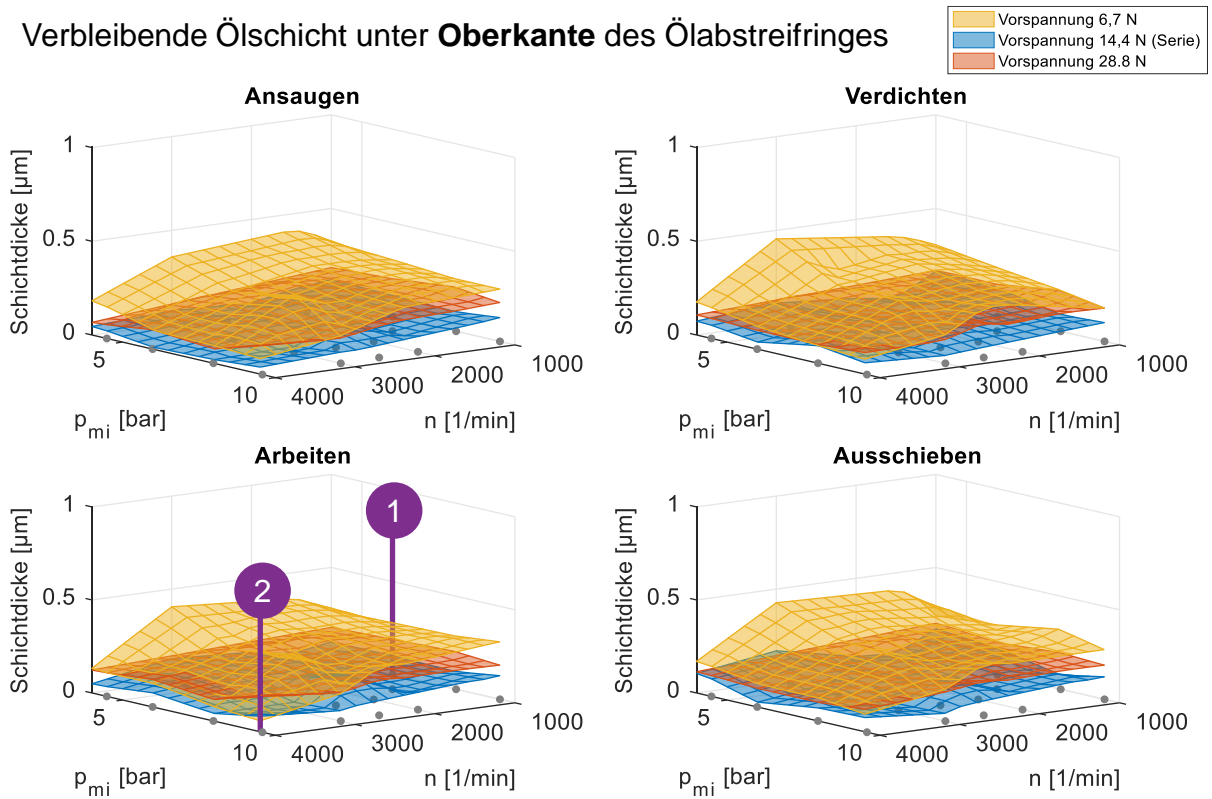 Verbleibende Ölschicht unter Oberkante des Ölabstreifringes
Vorspannung 6,7 N
Vorspannung 14,4 N (Serie)
Vorspannung 28.8 N
Ansaugen
Schichtdicke [µm]
1
0.5
0
5
10
p_mi [bar]
4000
3000
2000
1000
n [1/min]
Verdichten
Schichtdicke [µm]
1
0.5
0
5
10
p_mi [bar]
4000
3000
2000
1000
n [1/min]
Arbeiten
Schichtdicke [µm]
1
0.5
0
5
10
p_mi [bar]
4000
3000
2000
1000
n [1/min]
1
2
Ausschieben
Schichtdicke [µm]
1
0.5
0
5
10
p_mi [bar]
4000
3000
2000
1000
n [1/min]